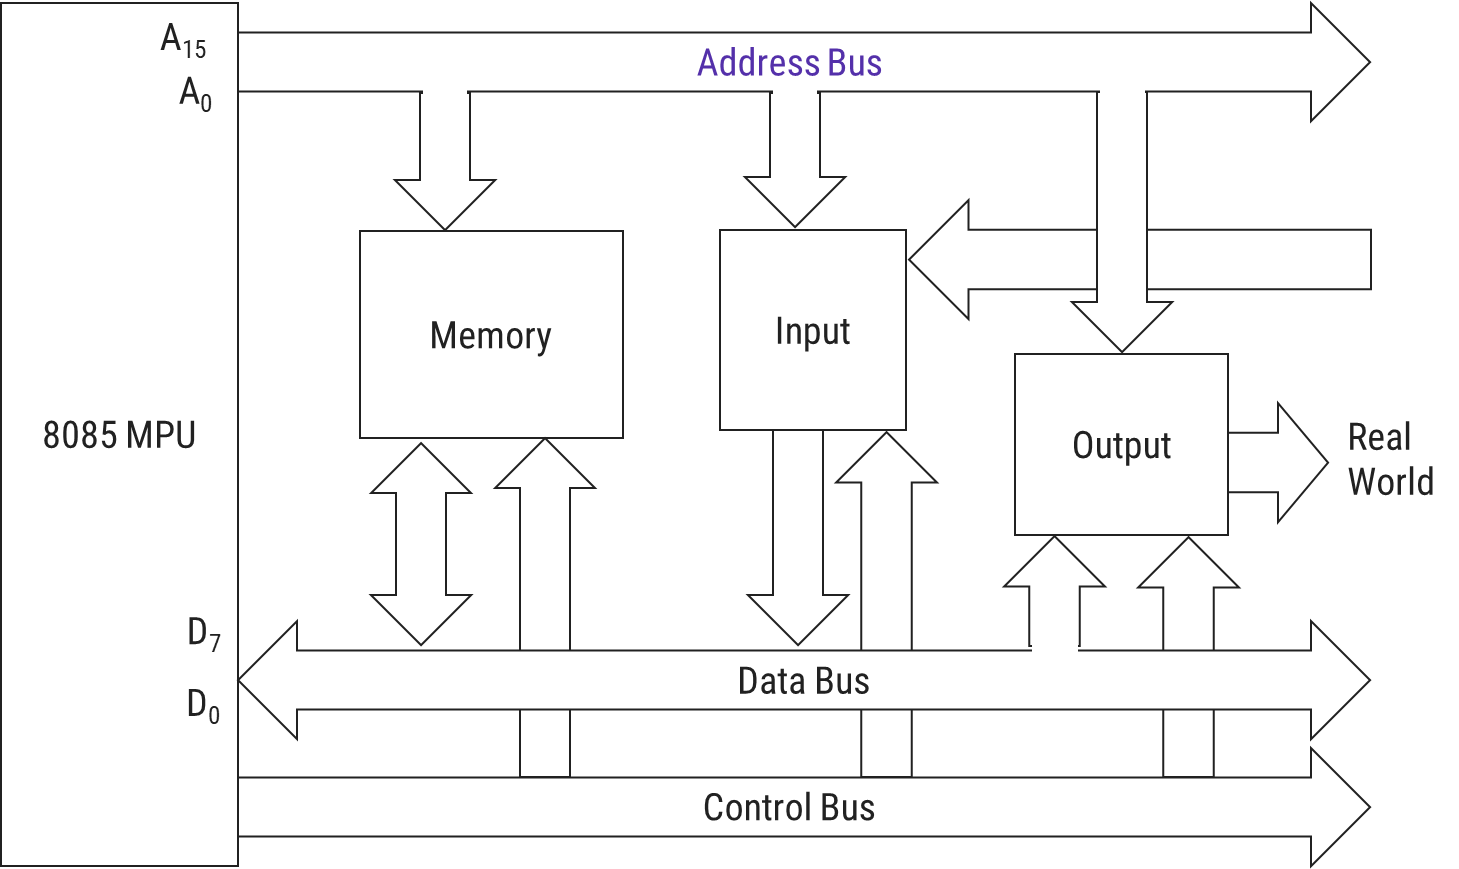 A15
Address Bus
A0
Memory
Input
8085 MPU
Output
Real
World
D7
Data Bus
D0
Control Bus